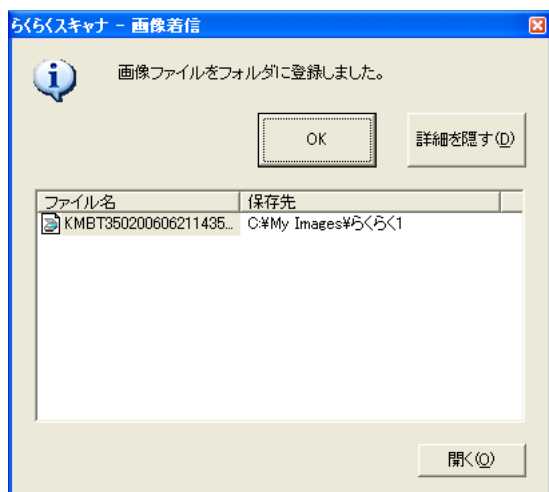 らくらくスキャナ - 画像着信
画像ファイルをフォルダに登録しました。
OK
詳細を隠す(D)
ファイル名
保存先
KMBT350200606211435...
C:¥My Images¥らくらく1
開く(O)